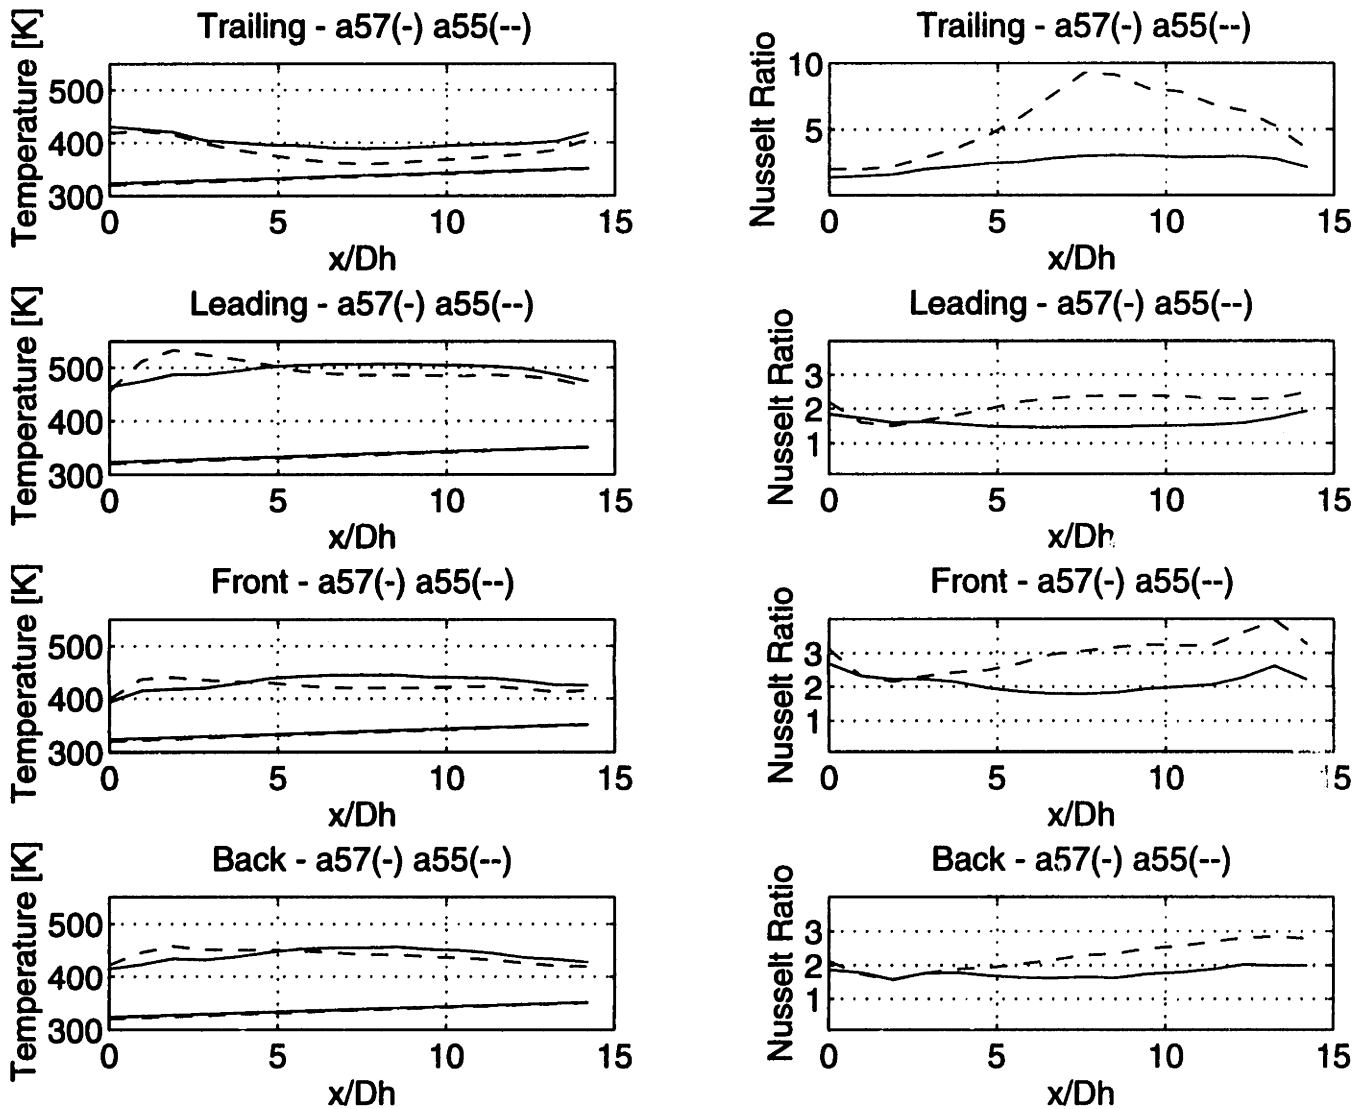 Trailing - a57(-) a55(--)
Temperature [K]
500
400
300
0 5 10 15
x/Dh
Trailing - a57(-) a55(--)
Nusselt Ratio
10
5
0 5 10 15
x/Dh
Leading - a57(-) a55(--)
Temperature [K]
500
400
300
0 5 10 15
x/Dh
Leading - a57(-) a55(--)
Nusselt Ratio
3
2
1
0 5 10 15
x/Dh
Front - a57(-) a55(--)
Temperature [K]
500
400
300
0 5 10 15
x/Dh
Front - a57(-) a55(--)
Nusselt Ratio
3
2
1
0 5 10 15
x/Dh
Back - a57(-) a55(--)
Temperature [K]
500
400
300
0 5 10 15
x/Dh
Back - a57(-) a55(--)
Nusselt Ratio
3
2
1
0 5 10 15
x/Dh